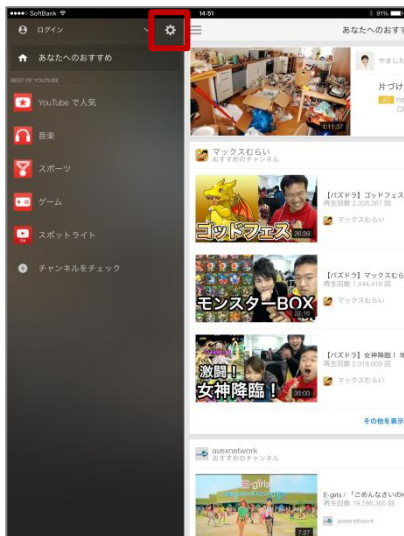 SoftBank
14:51
91%
ログイン
あなたへのおすすめ
BEST OF YOUTUBE
YouTube で人気
音楽
スポーツ
ゲーム
スポットライト
チャンネルをチェック
あなたへのおすす
やました
片づけ
1:11:37
マックスむらい
おすすめのチャンネル
ゴッドフェス
【パズドラ】ゴッドフェス
再生回数 2,308,367 回
マックスむらい
モンスターBOX
27:16
【パズドラ】マックスむら
再生回数 1,444,418 回
マックスむらい
激闘!
女神降臨!
35:00
【パズドラ】女神降臨!
再生回数 2,318,609 回
マックスむらい
その他を表示
avexnetwork
おすすめのチャンネル
E-girls
7:37
E-girls / 「ごめんなさいの
再生回数 19,198,385 回
avexnetwork